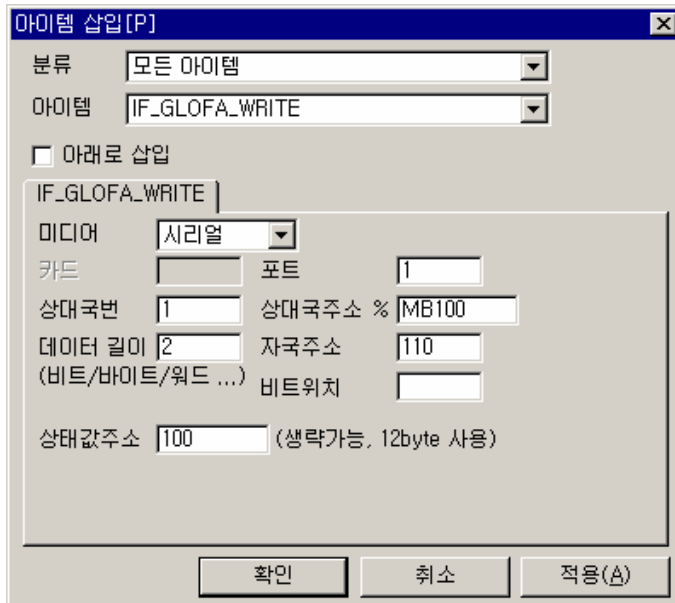 아이템 삽입[P]
분류 모든 아이템
아이템 IF_GLOFA_WRITE
아래로 삽입
IF_GLOFA_WRITE
미디어 시리얼
카드 포트 1
상대국번 1 상대국주소 % MB100
데이터 길이 2 자국주소 110
(비트/바이트/워드 ...) 비트위치
상태값주소 100 (생략가능, 12byte 사용)
확인 취소 적용(A)